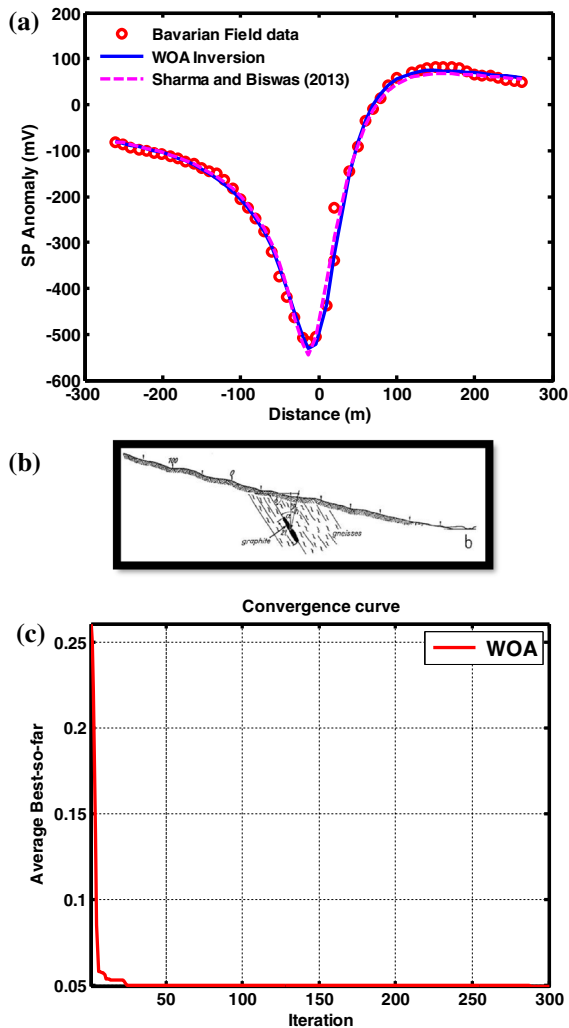 (a)
200
100
0
-100
-200
-300
-400
-500
-600
SP Anomaly (mV)
Bavarian Field data
WOA Inversion
Sharma and Biswas (2013)
-300 -200 -100 0 100 200 300
Distance (m)
(b)
100
0
graphite
gneisses
b
(c)
Convergence curve
WOA
0.25
0.2
0.15
0.1
0.05
Average Best-so-far
50 100 150 200 250 300
Iteration